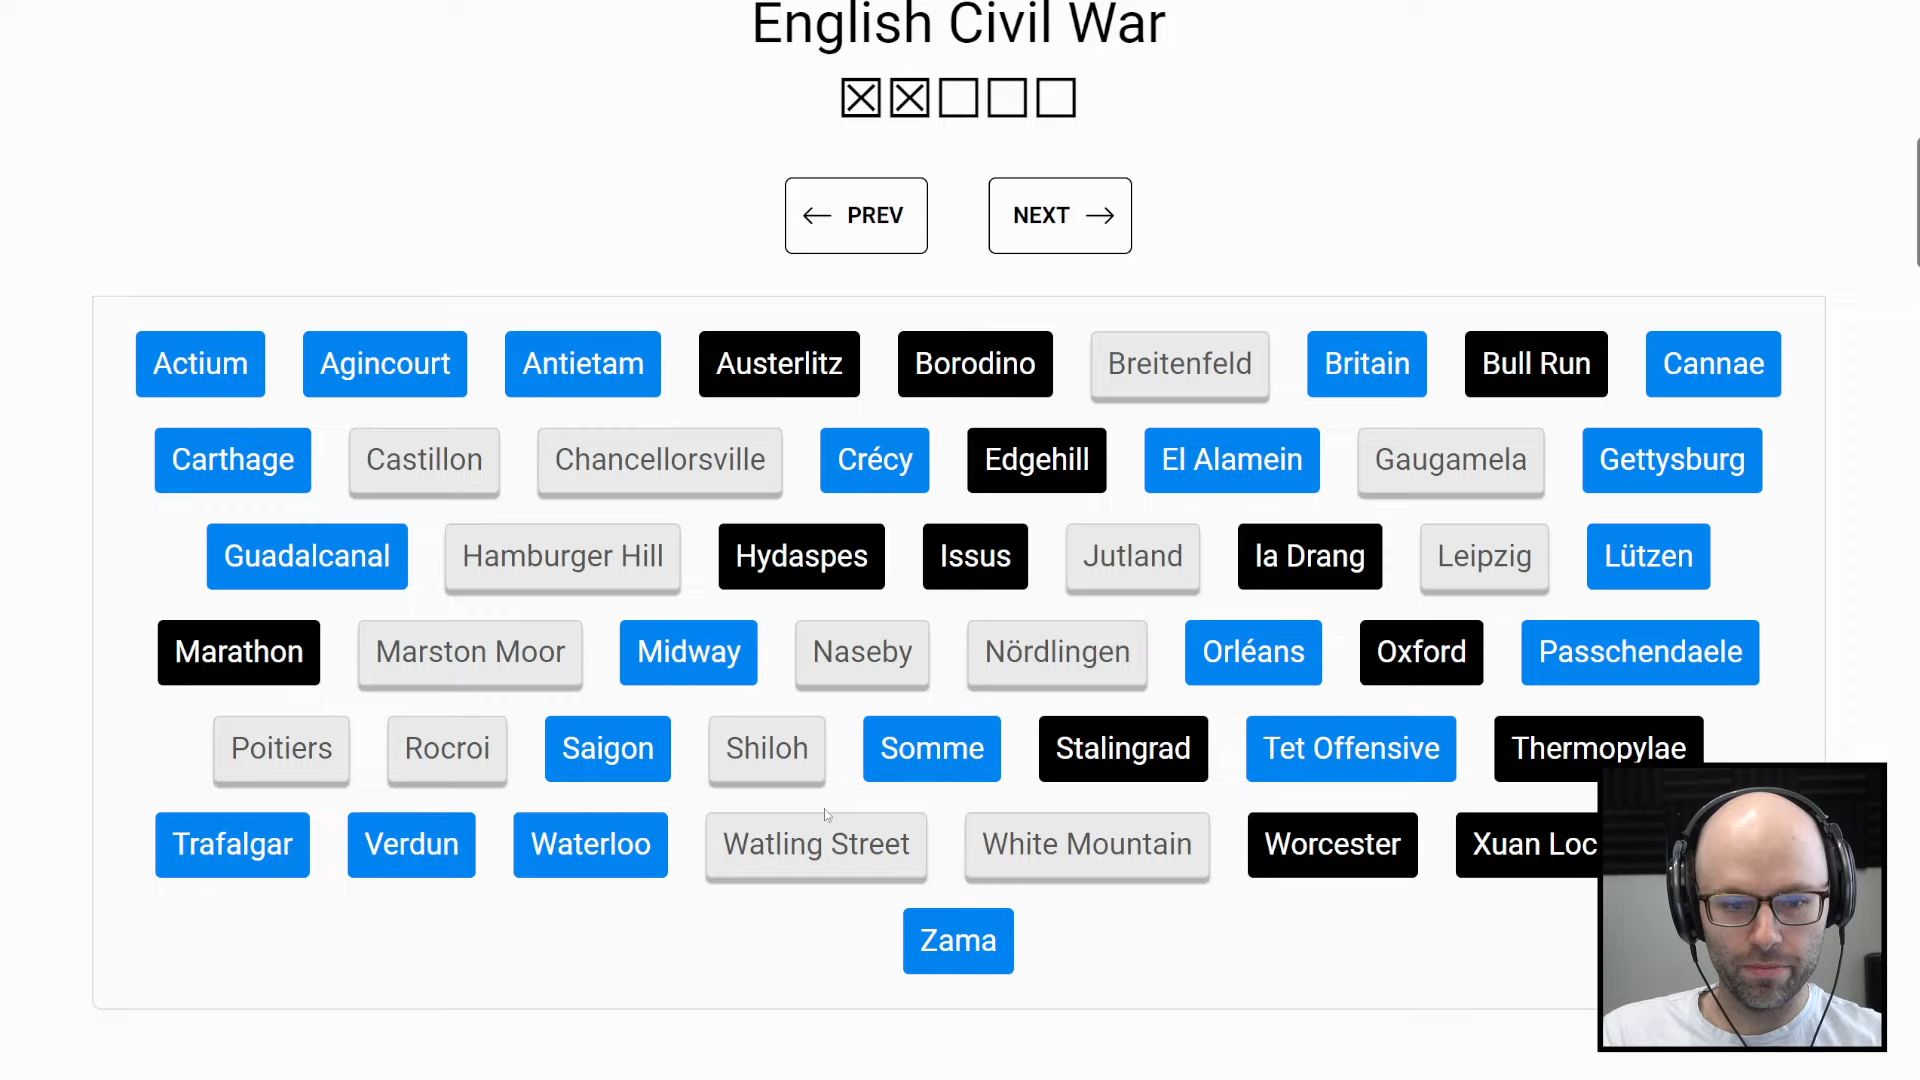 English Civil War
← PREV NEXT →
Actium Agincourt Antietam Austerlitz Borodino Breitenfeld Britain Bull Run Cannae
Carthage Castillon Chancellorsville Crécy Edgehill El Alamein Gaugamela Gettysburg
Guadalcanal Hamburger Hill Hydaspes Issus Jutland Ia Drang Leipzig Lützen
Marathon Marston Moor Midway Naseby Nördlingen Orléans Oxford Passchendaele
Poitiers Rocroi Saigon Shiloh Somme Stalingrad Tet Offensive Thermopylae
Trafalgar Verdun Waterloo Watling Street White Mountain Worcester Xuan Loc
Zama